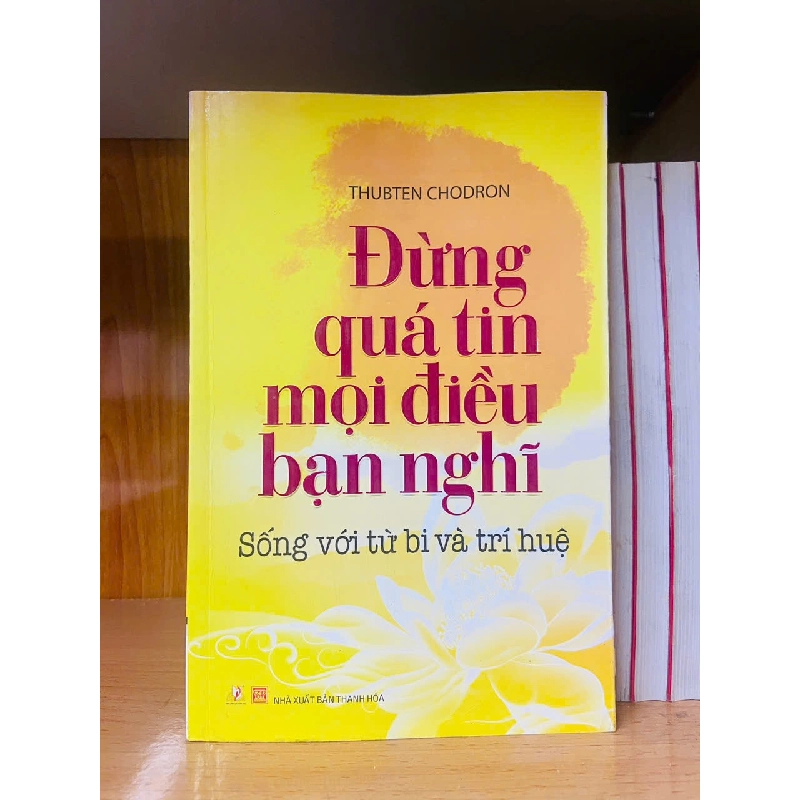 THUBTEN CHODRON
Đừng
quá tin
mọi điều
bạn nghĩ
Sống với từ bi và trí huệ
NHÀ XUẤT BẢN THANH HÓA